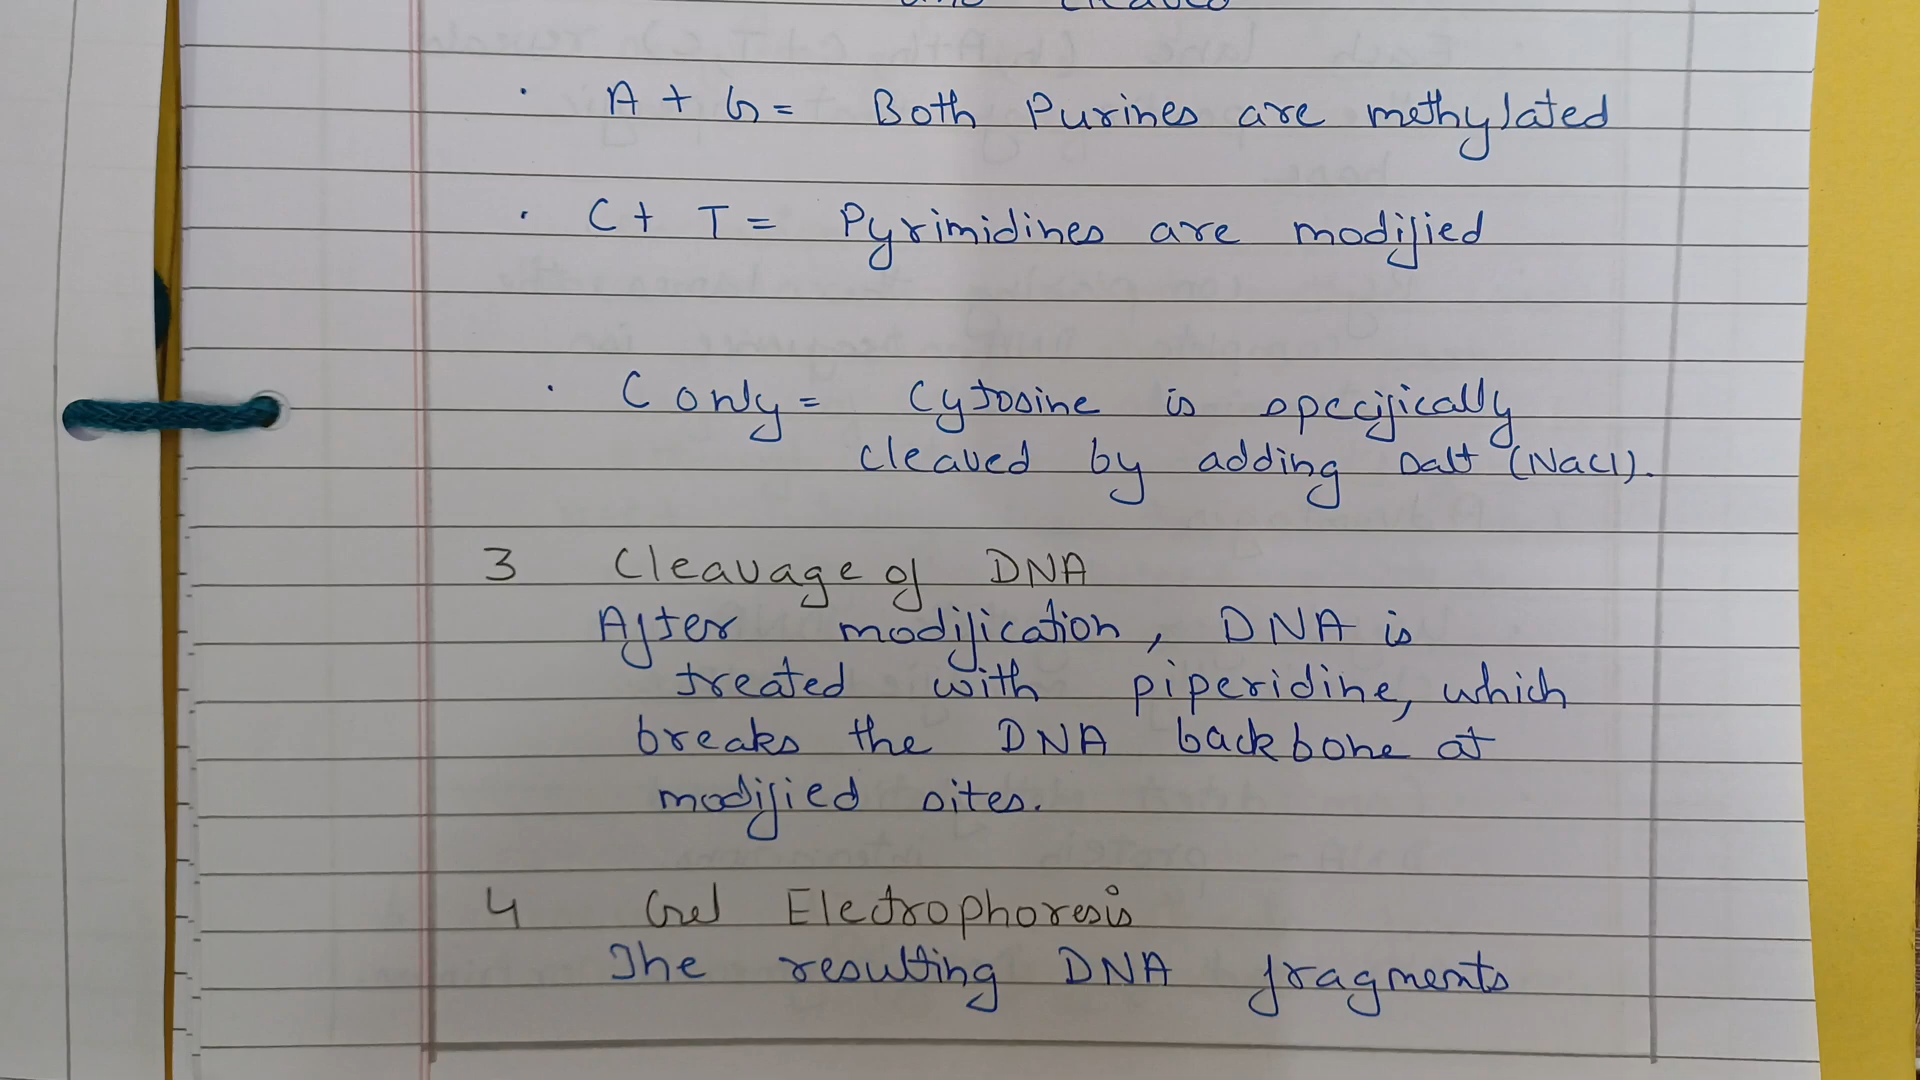 cleaved
· A + G = Both Purines are methylated
· C + T = Pyrimidines are modified
· C only = Cytosine is specifically
cleaved by adding salt (NaCl).
3 Cleavage of DNA
After modification, DNA is
treated with piperidine, which
breaks the DNA backbone at
modified sites.
4 Gel Electrophoresis
The resulting DNA fragments